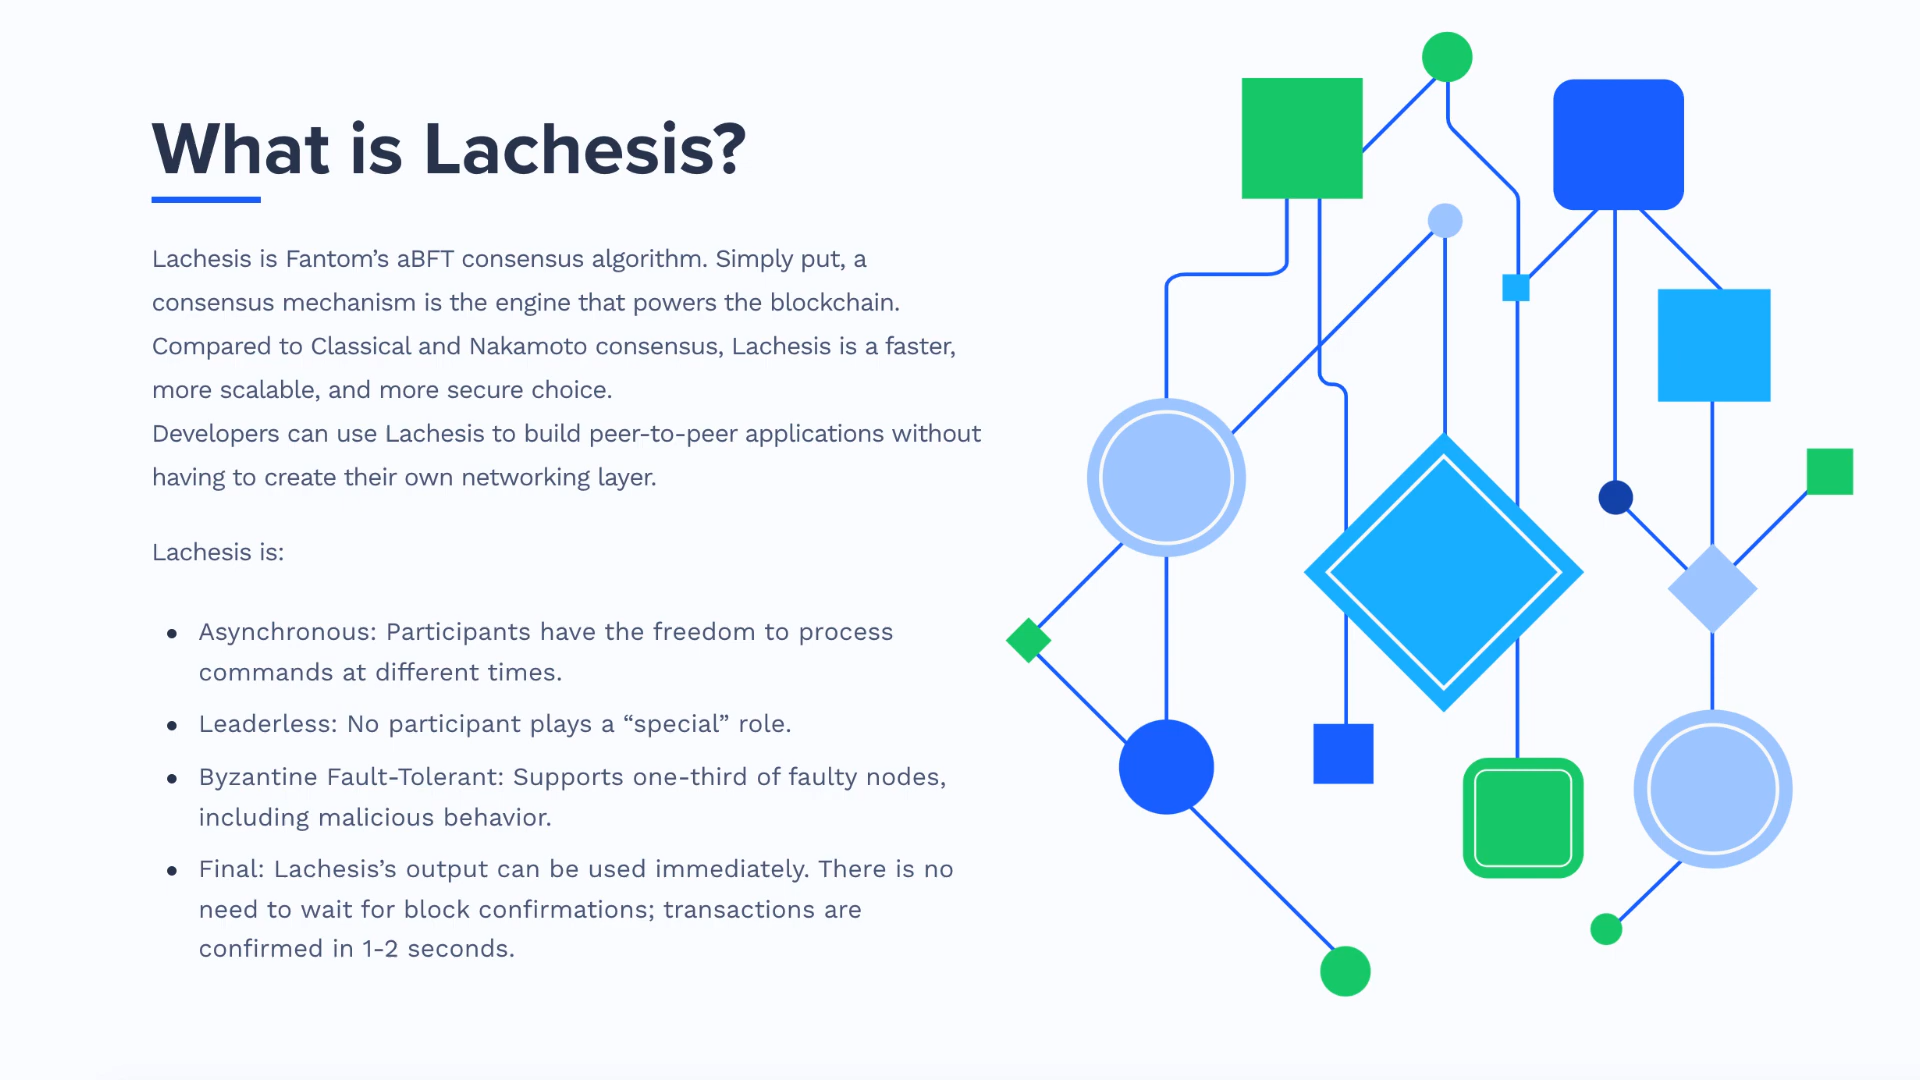 What is Lachesis?
Lachesis is Fantom’s aBFT consensus algorithm. Simply put, a
consensus mechanism is the engine that powers the blockchain.
Compared to Classical and Nakamoto consensus, Lachesis is a faster,
more scalable, and more secure choice.
Developers can use Lachesis to build peer-to-peer applications without
having to create their own networking layer.
Lachesis is:
● Asynchronous: Participants have the freedom to process
commands at different times.
● Leaderless: No participant plays a “special” role.
● Byzantine Fault-Tolerant: Supports one-third of faulty nodes,
including malicious behavior.
● Final: Lachesis’s output can be used immediately. There is no
need to wait for block confirmations; transactions are
confirmed in 1-2 seconds.